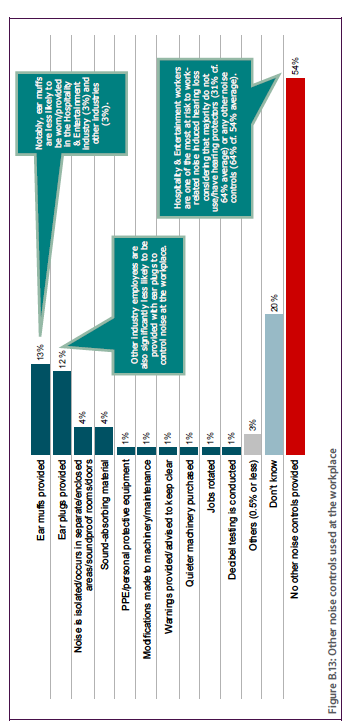 Ear muffs provided
13%
Ear plugs provided
12%
Noise is isolated/occurs in separate/enclosed
areas/soundproof rooms/doors
4%
Sound-absorbing material
4%
PPE/personal protective equipment
1%
Modifications made to machinery/maintenance
1%
Warnings provided/advised to keep clear
1%
Quieter machinery purchased
1%
Jobs rotated
1%
Decibel testing is conducted
1%
Others (0.5% or less)
3%
Don't know
20%
No other noise controls provided
54%
Notably, ear muffs
are less likely to
be worn/provided
in the Hospitality
& Entertainment
industry (3%) and
other industries
(3%).
Other industry employees are
also significantly less likely to be
provided with ear plugs to
control noise at the workplace.
Hospitality & Entertainment workers
are one of the most at risk to work-
related noise induced hearing loss
considering that majority do not
use/have hearing protectors (31% cf.
64% average) or any other noise
controls (64% cf. 54% average).
Figure B.13: Other noise controls used at the workplace